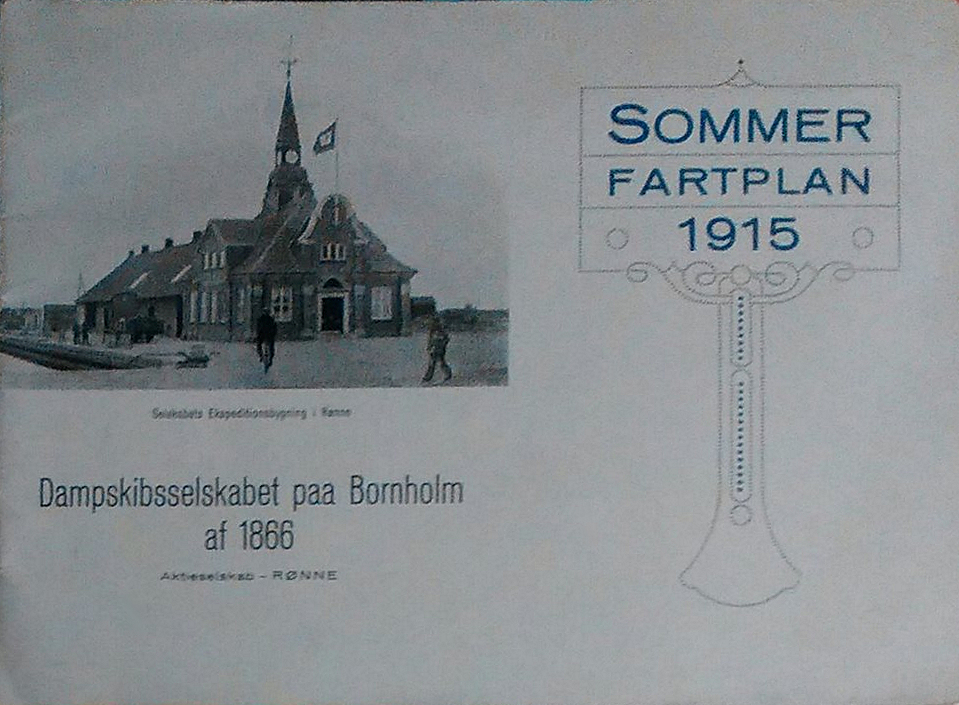 SOMMER
FARTPLAN
1915
Selskabets Ekspeditionsbygning i Rønne
Dampskibsselskabet paa Bornholm
af 1866
Aktieselskab - RØNNE